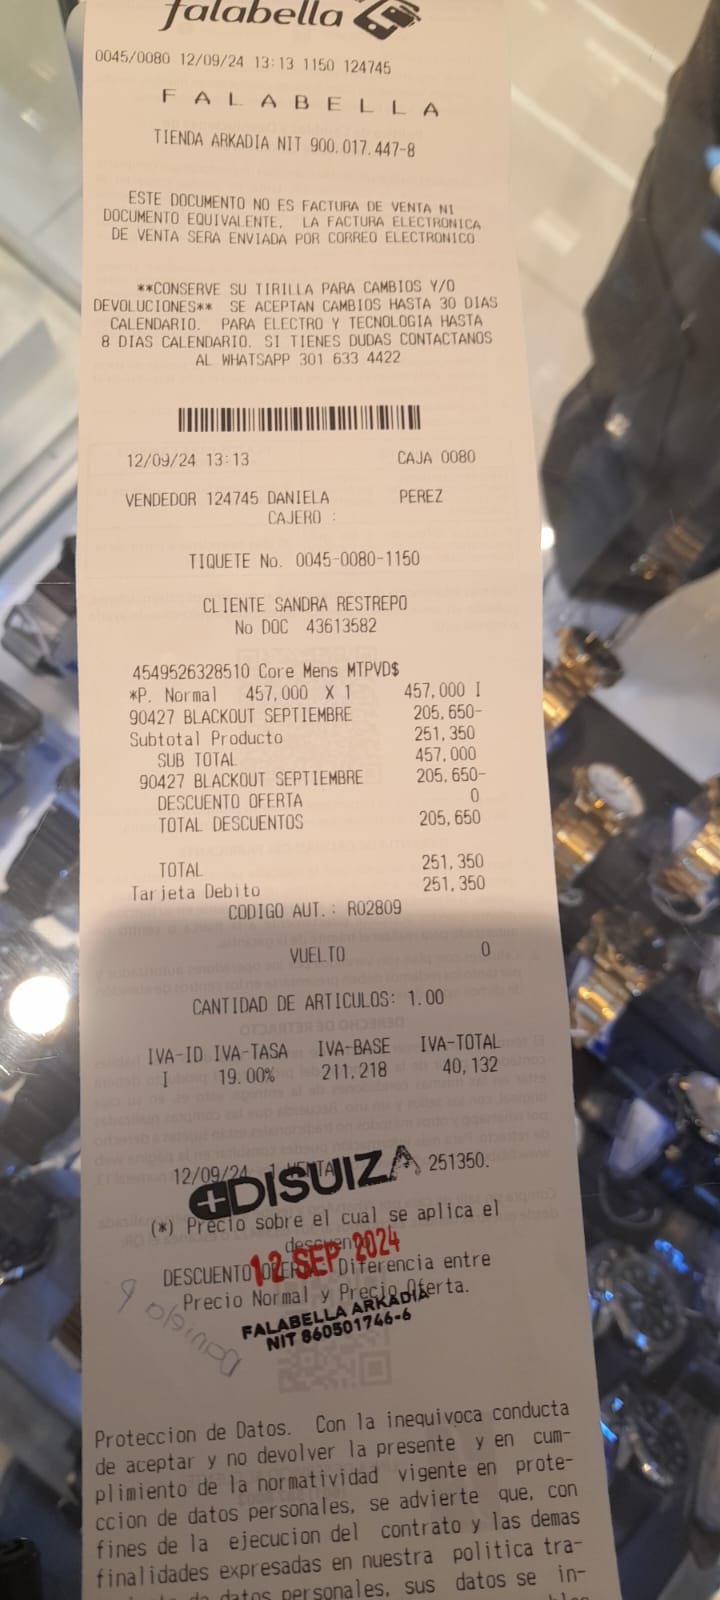 falabella
0045/0080 12/09/24 13:13 1150 124745
FALABELLA
TIENDA ARKADIA NIT 900.017.447-8
ESTE DOCUMENTO NO ES FACTURA DE VENTA NI
DOCUMENTO EQUIVALENTE. LA FACTURA ELECTRONICA
DE VENTA SERA ENVIADA POR CORREO ELECTRONICO
**CONSERVE SU TIRILLA PARA CAMBIOS Y/O
DEVOLUCIONES** SE ACEPTAN CAMBIOS HASTA 30 DIAS
CALENDARIO. PARA ELECTRO Y TECNOLOGIA HASTA
8 DIAS CALENDARIO. SI TIENES DUDAS CONTACTANOS
AL WHATSAPP 301 633 4422
12/09/24 13:13 CAJA 0080
VENDEDOR 124745 DANIELA PEREZ
CAJERO :
TIQUETE No. 0045-0080-1150
CLIENTE SANDRA RESTREPO
No DOC 43613582
4549526328510 Core Mens MTPVD$
*P. Normal 457,000 X 1 457,000 I
90427 BLACKOUT SEPTIEMBRE 205,650-
Subtotal Producto 251,350
SUB TOTAL 457,000
90427 BLACKOUT SEPTIEMBRE 205,650-
DESCUENTO OFERTA 0
TOTAL DESCUENTOS 205,650
TOTAL 251,350
Tarjeta Debito 251,350
CODIGO AUT.: R02809
VUELTO 0
CANTIDAD DE ARTICULOS: 1.00
IVA-ID IVA-TASA IVA-BASE IVA-TOTAL
I 19.00% 211,218 40,132
12/09/24 1 VENTA 251350.
DISUIZA
(*) Precio sobre el cual se aplica el
descuento
12 SEP 2024
DESCUENTO OFERTA Diferencia entre
Precio Normal y Precio Oferta.
FALABELLA ARKADIA
NIT 860501746-6
Daniela P
Proteccion de Datos. Con la inequivoca conducta
de aceptar y no devolver la presente y en cum-
plimiento de la normatividad vigente en prote-
ccion de datos personales, se advierte que, con
fines de la ejecucion del contrato y las demas
finalidades expresadas en nuestra politica tra-
de datos personales, sus datos se in-